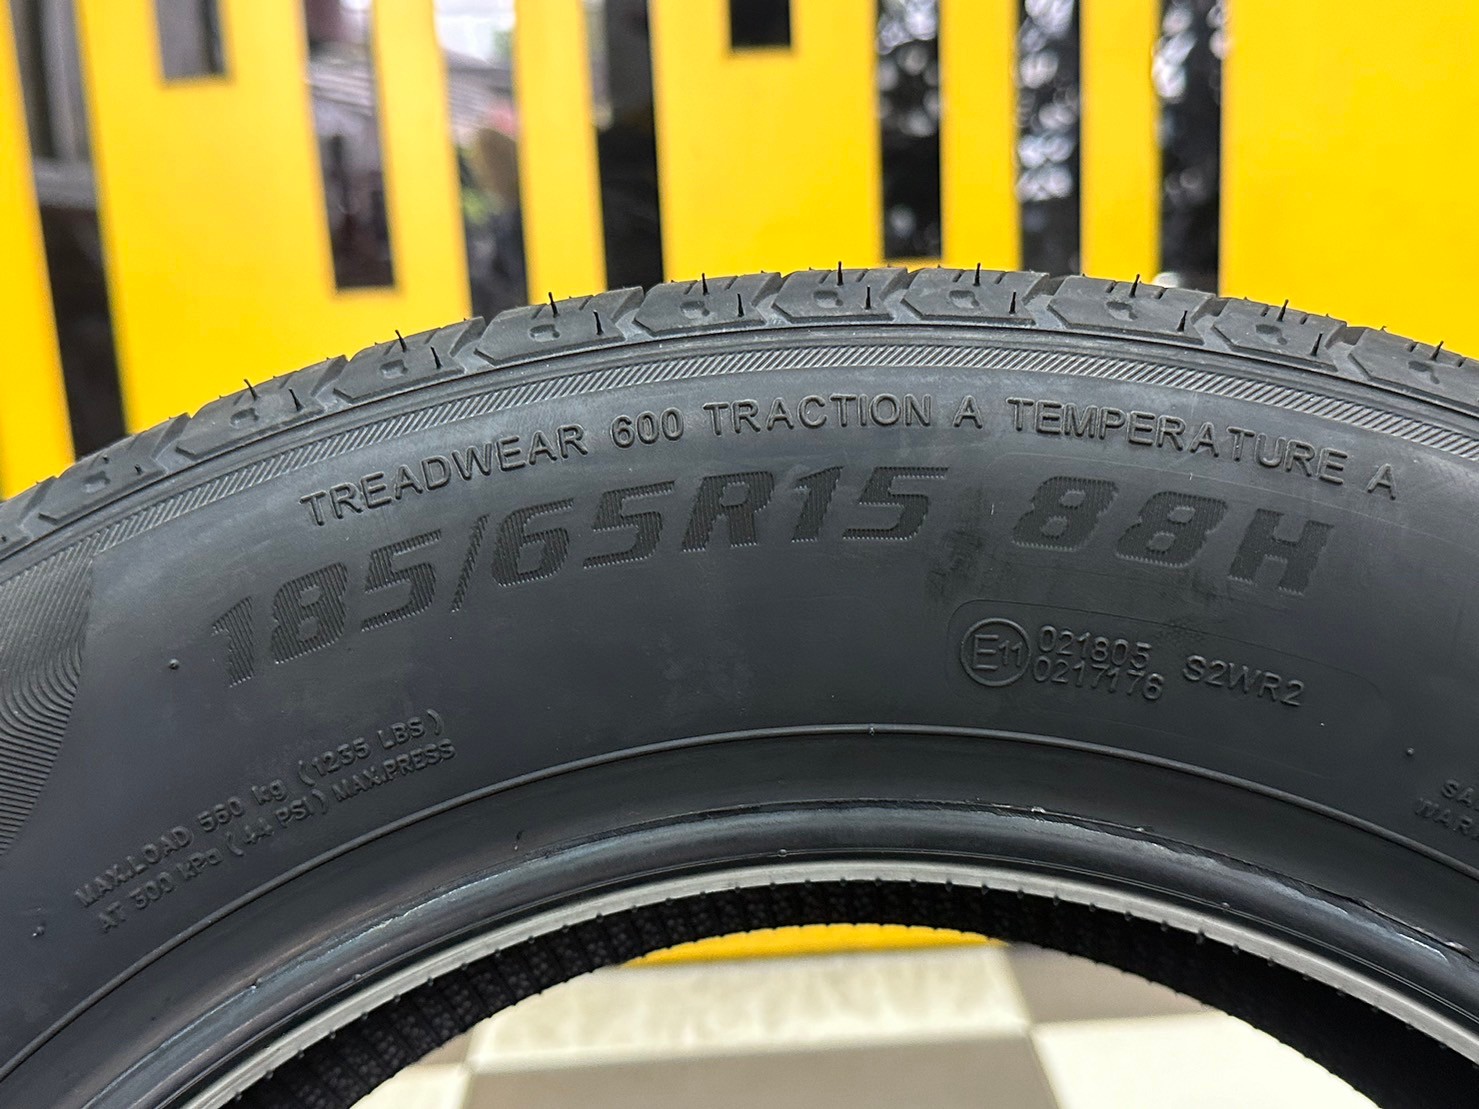 TREADWEAR 600 TRACTION A TEMPERATURE A
185/65R15 88H
E11 021805 S2WR2
0217176
MAX.LOAD 560 kg (1235 LBS)
AT 300 kPa (44 PSI) MAX.PRESS